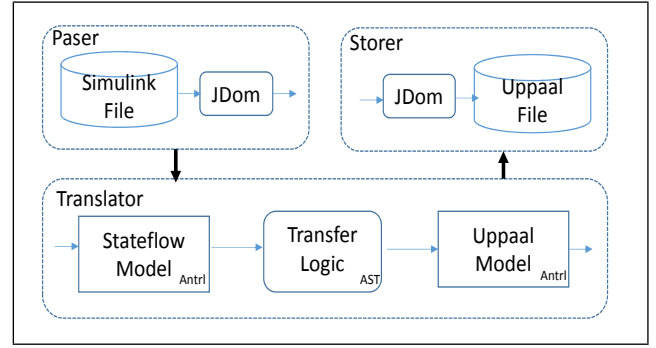 Paser
Simulink
File
JDom
Storer
JDom
Uppaal
File
Translator
Stateflow
Model
Antrl
Transfer
Logic
AST
Uppaal
Model
Antrl